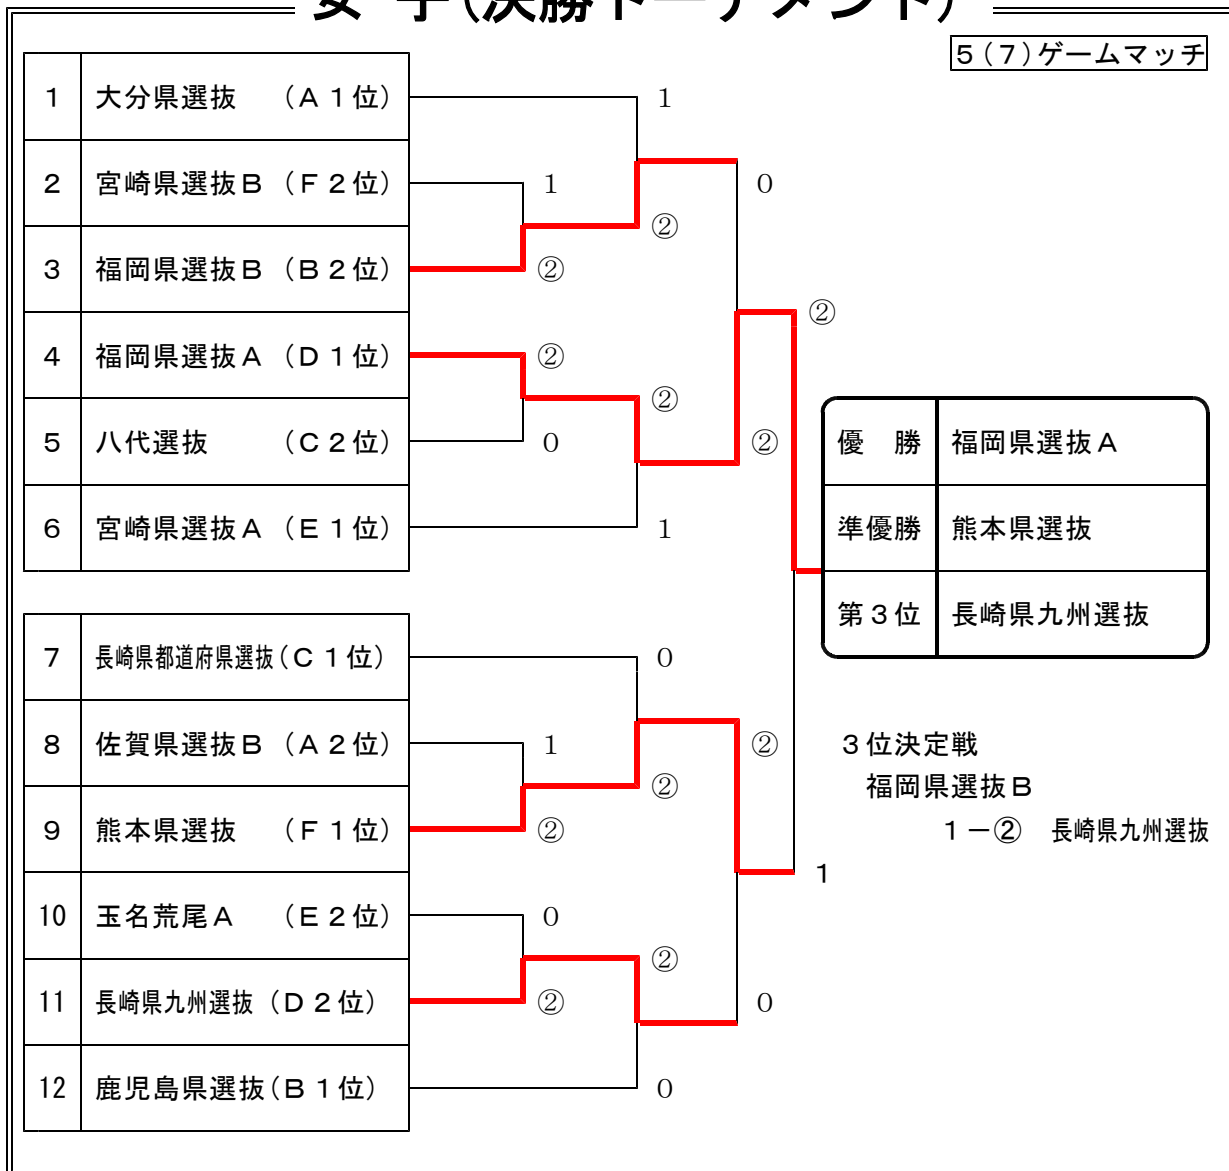 女 子(決勝トーナメント)
5(7)ゲームマッチ
1 大分県選抜 (A1位) 1
2 宮崎県選抜B (F2位) 1 0
②
3 福岡県選抜B (B2位) ②
②
4 福岡県選抜A (D1位) ②
②
5 八代選抜 (C2位) 0 ②
6 宮崎県選抜A (E1位) 1
優 勝 福岡県選抜A
準優勝 熊本県選抜
第3位 長崎県九州選抜
7 長崎県都道府県選抜(C1位) 0
8 佐賀県選抜B (A2位) 1 ②
②
9 熊本県選抜 (F1位) ②
1
10 玉名荒尾A (E2位) 0
②
11 長崎県九州選抜 (D2位) ② 0
12 鹿児島県選抜(B1位) 0
3位決定戦
福岡県選抜B
1-② 長崎県九州選抜